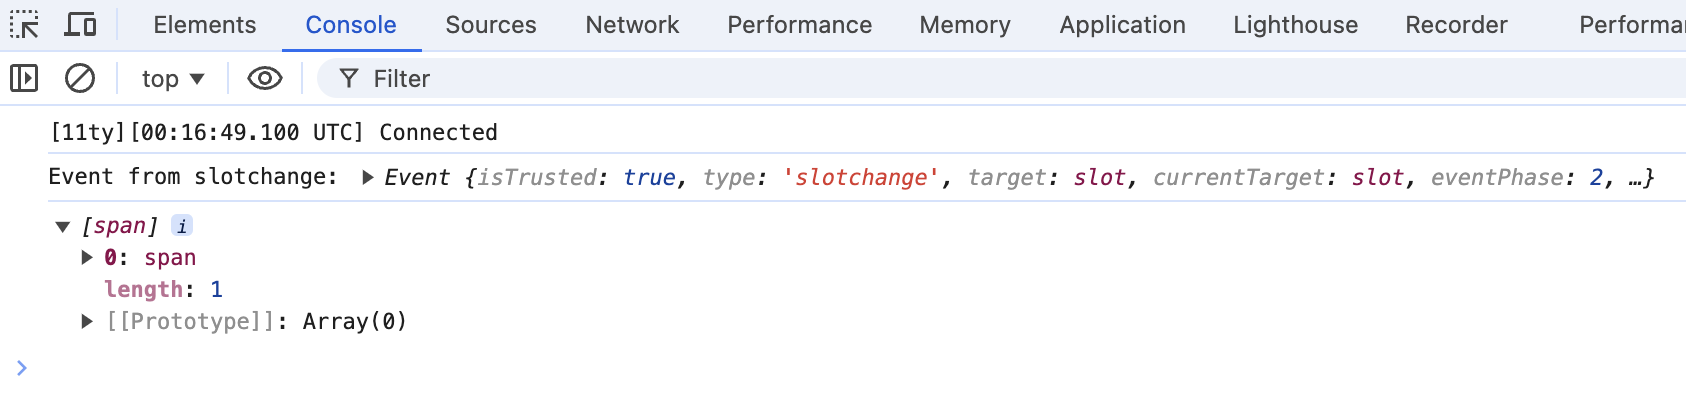 Elements Console Sources Network Performance Memory Application Lighthouse Recorder Performa
top Filter
[11ty][00:16:49.100 UTC] Connected
Event from slotchange: Event {isTrusted: true, type: 'slotchange', target: slot, currentTarget: slot, eventPhase: 2, …}
[span] i
0: span
length: 1
[[Prototype]]: Array(0)